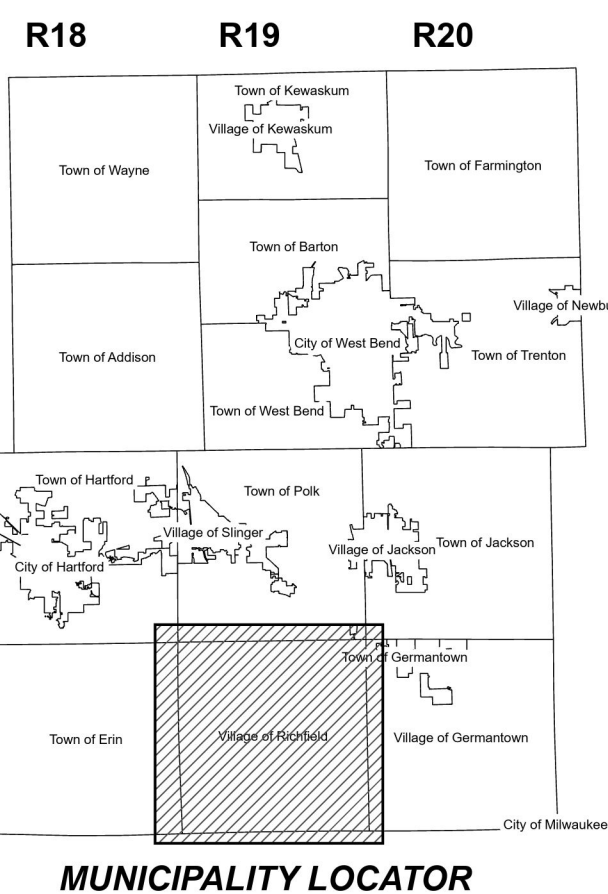 R18 R19 R20
Town of Kewaskum
Village of Kewaskum
Town of Wayne
Town of Farmington
Town of Barton
Village of Newbu
City of West Bend
Town of Addison
Town of Trenton
Town of West Bend
Town of Hartford
Town of Polk
Village of Slinger
Village of Jackson
Town of Jackson
City of Hartford
Town of Germantown
Town of Erin
Village of Richfield
Village of Germantown
City of Milwaukee
MUNICIPALITY LOCATOR